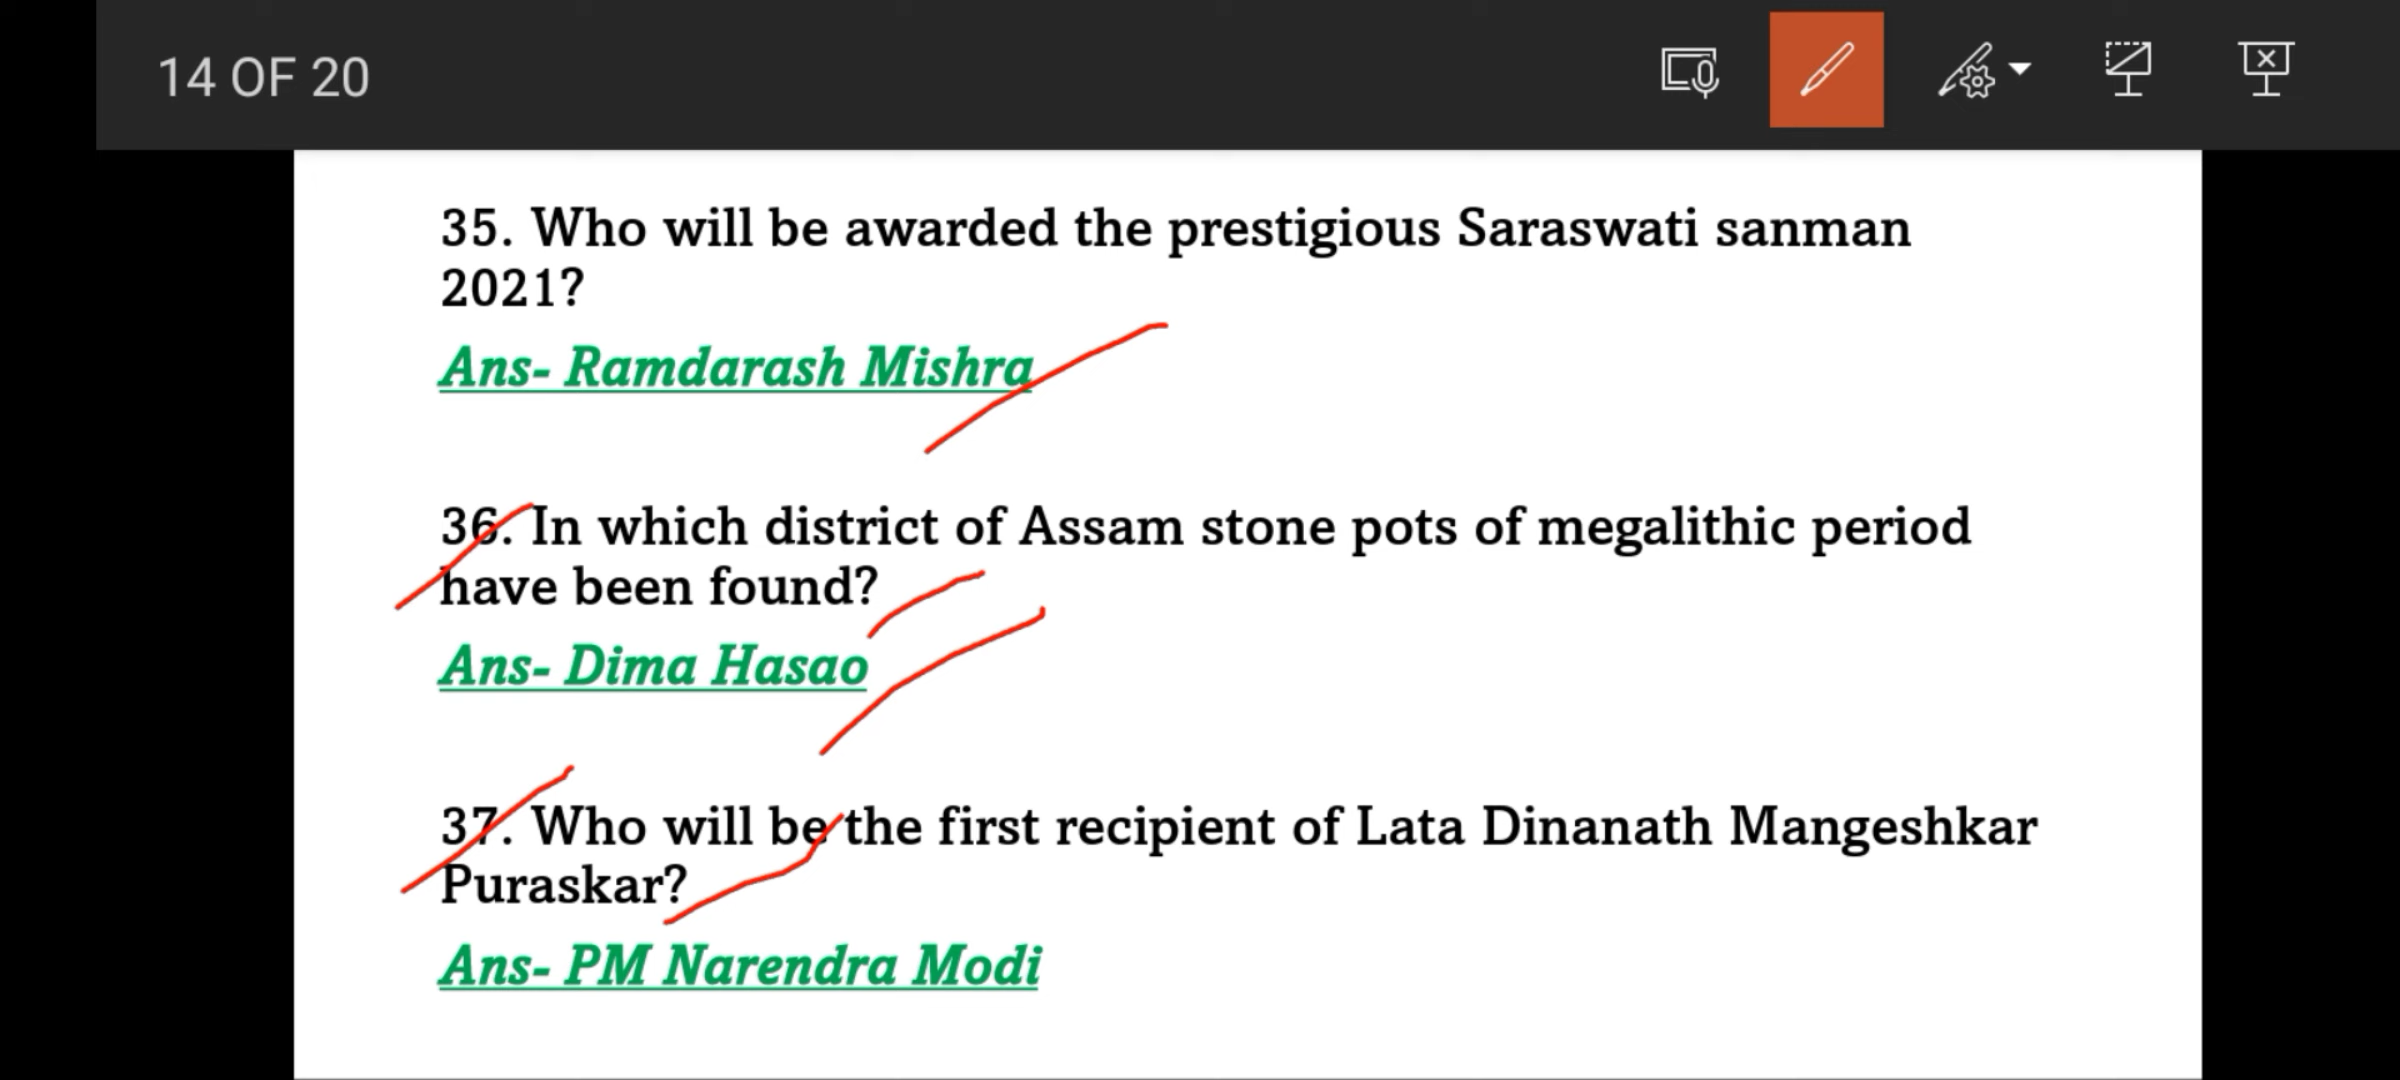 14 OF 20
35. Who will be awarded the prestigious Saraswati sanman
2021?
Ans- Ramdarash Mishra
36. In which district of Assam stone pots of megalithic period
have been found?
Ans- Dima Hasao
37. Who will be the first recipient of Lata Dinanath Mangeshkar
Puraskar?
Ans- PM Narendra Modi